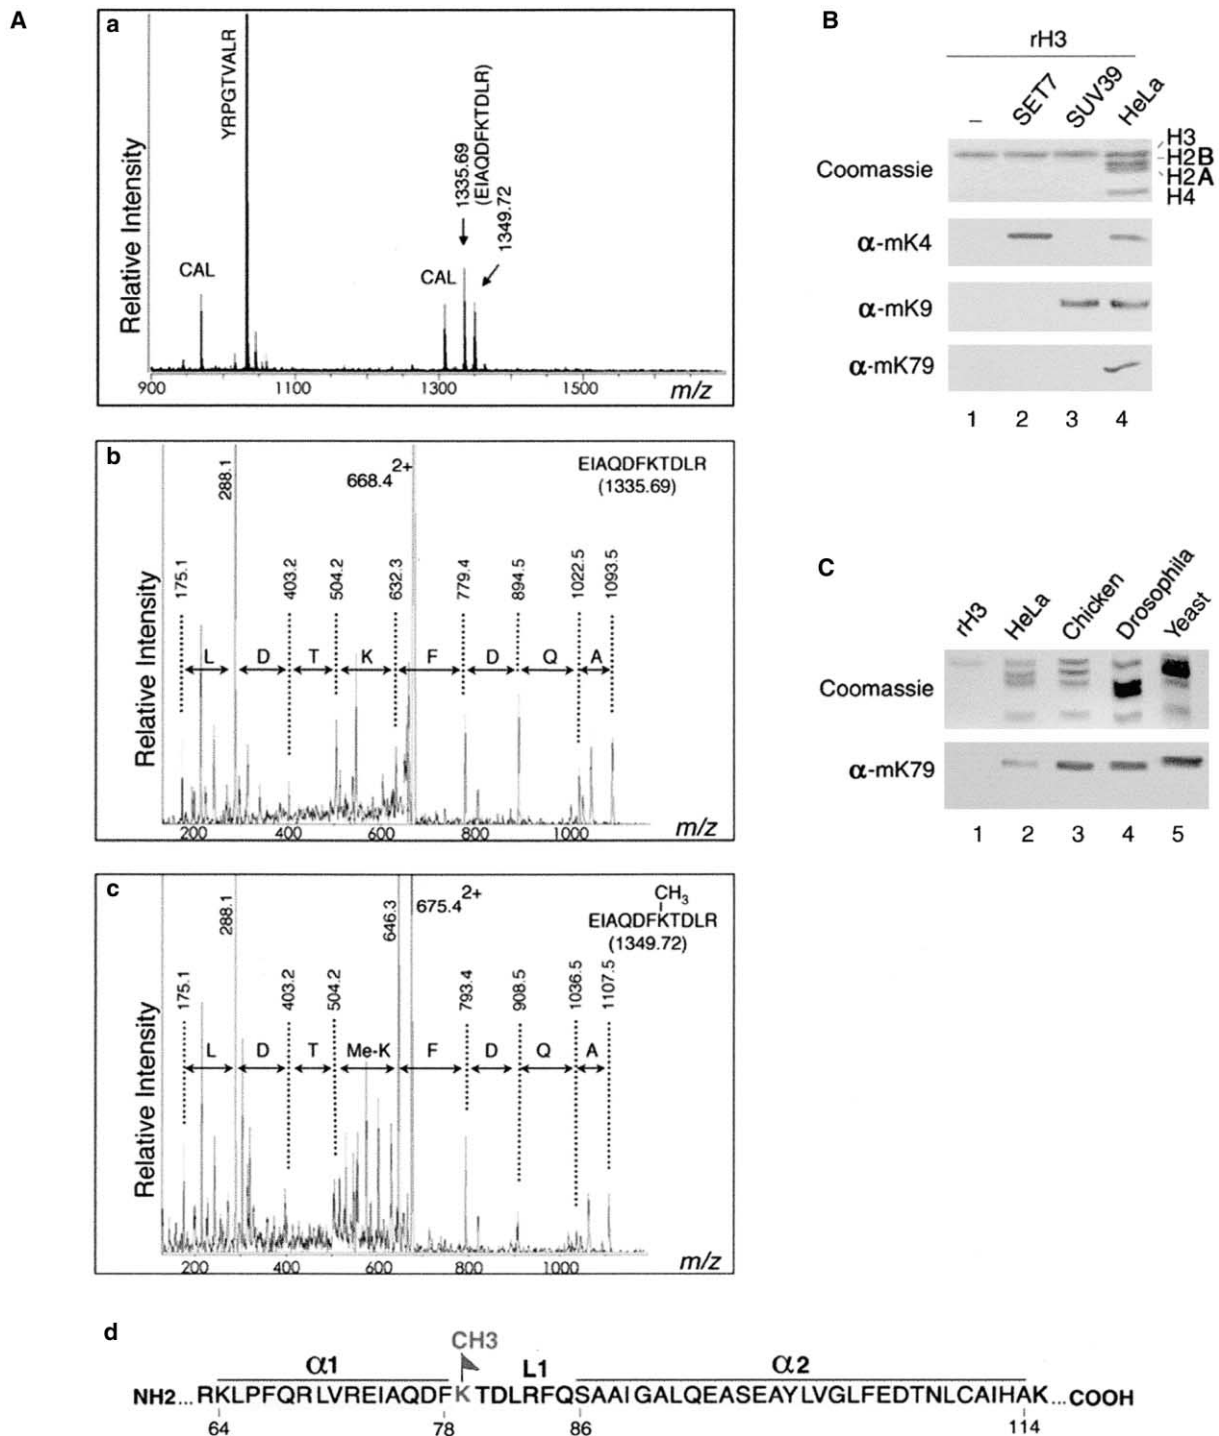 A
a
Relative Intensity
YRPGTVALR
CAL
CAL
1335.69
(EIAQDFKTDLR)
1349.72
900 1100 1300 1500
m/z
b
Relative Intensity
288.1
668.4 2+
EIAQDFKTDLR
(1335.69)
175.1 403.2 504.2 632.3 779.4 894.5 1022.5 1093.5
L D T K F D Q A
200 400 600 800 1000
m/z
c
Relative Intensity
288.1
646.3
675.4 2+
CH3
EIAQDFKTDLR
(1349.72)
175.1 403.2 504.2 793.4 908.5 1036.5 1107.5
L D T Me-K F D Q A
200 400 600 800 1000
m/z
d
CH3
α1 L1 α2
NH2...RKLPFQRLVREIAQDFKTDLRFQSAAIGALQEASEAYLVGLFEDTNLCAIHAK...COOH
64 78 86 114
B
rH3
– SET7 SUV39 HeLa
Coomassie
H3
H2B
H2A
H4
α-mK4
α-mK9
α-mK79
1 2 3 4
C
rH3 HeLa Chicken Drosophila Yeast
Coomassie
α-mK79
1 2 3 4 5